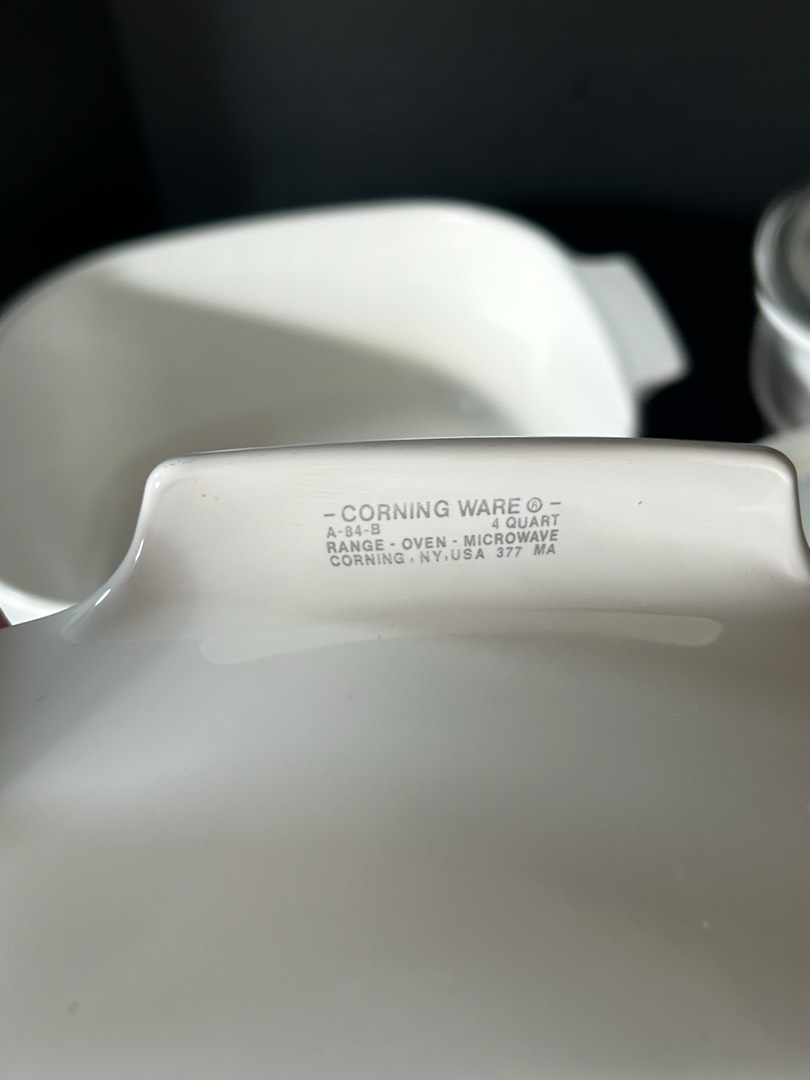 - CORNING WARE ® -
A-84-B 4 QUART
RANGE - OVEN - MICROWAVE
CORNING, NY, USA 377 MA